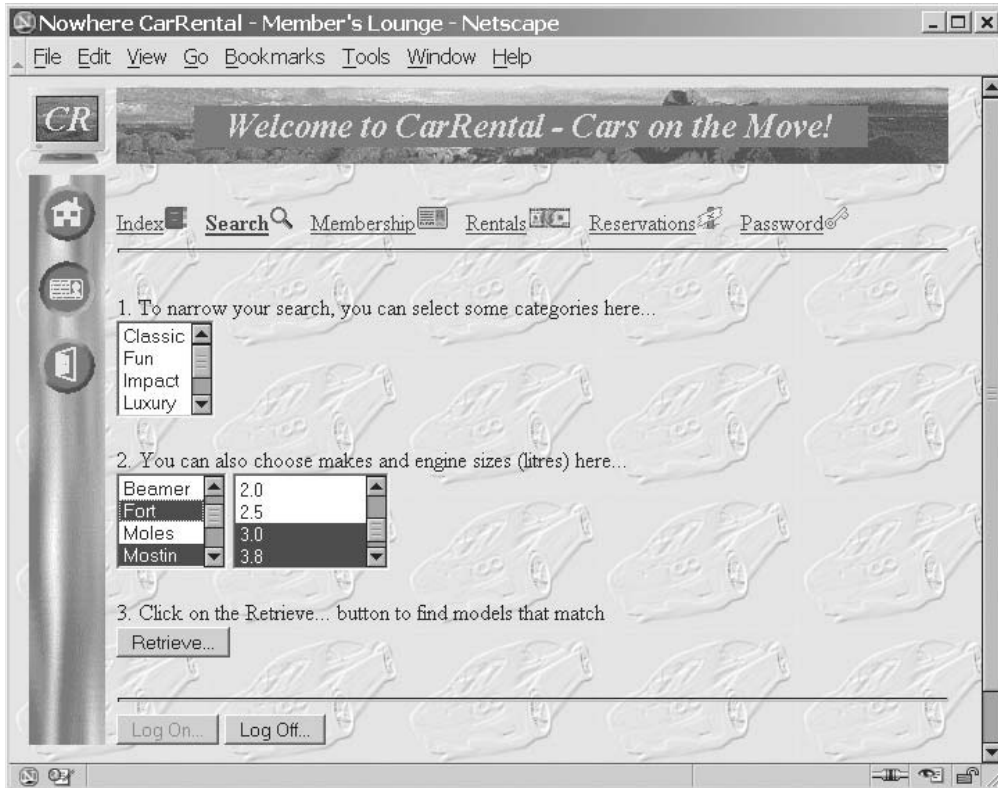 Nowhere CarRental - Member's Lounge - Netscape
File Edit View Go Bookmarks Tools Window Help
CR
Welcome to CarRental - Cars on the Move!
Index Search Membership Rentals Reservations Password
1. To narrow your search, you can select some categories here...
Classic
Fun
Impact
Luxury
2. You can also choose makes and engine sizes (litres) here...
Beamer 2.0
Fort 2.5
Moles 3.0
Mostin 3.8
3. Click on the Retrieve... button to find models that match
Retrieve...
Log On... Log Off...